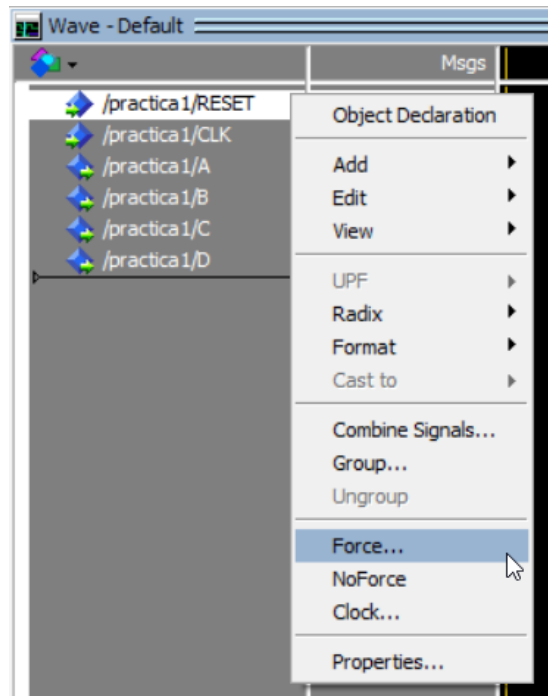 Wave - Default
Msgs
/practica1/RESET
/practica1/CLK
/practica1/A
/practica1/B
/practica1/C
/practica1/D
Object Declaration
Add
Edit
View
UPF
Radix
Format
Cast to
Combine Signals...
Group...
Ungroup
Force...
NoForce
Clock...
Properties...